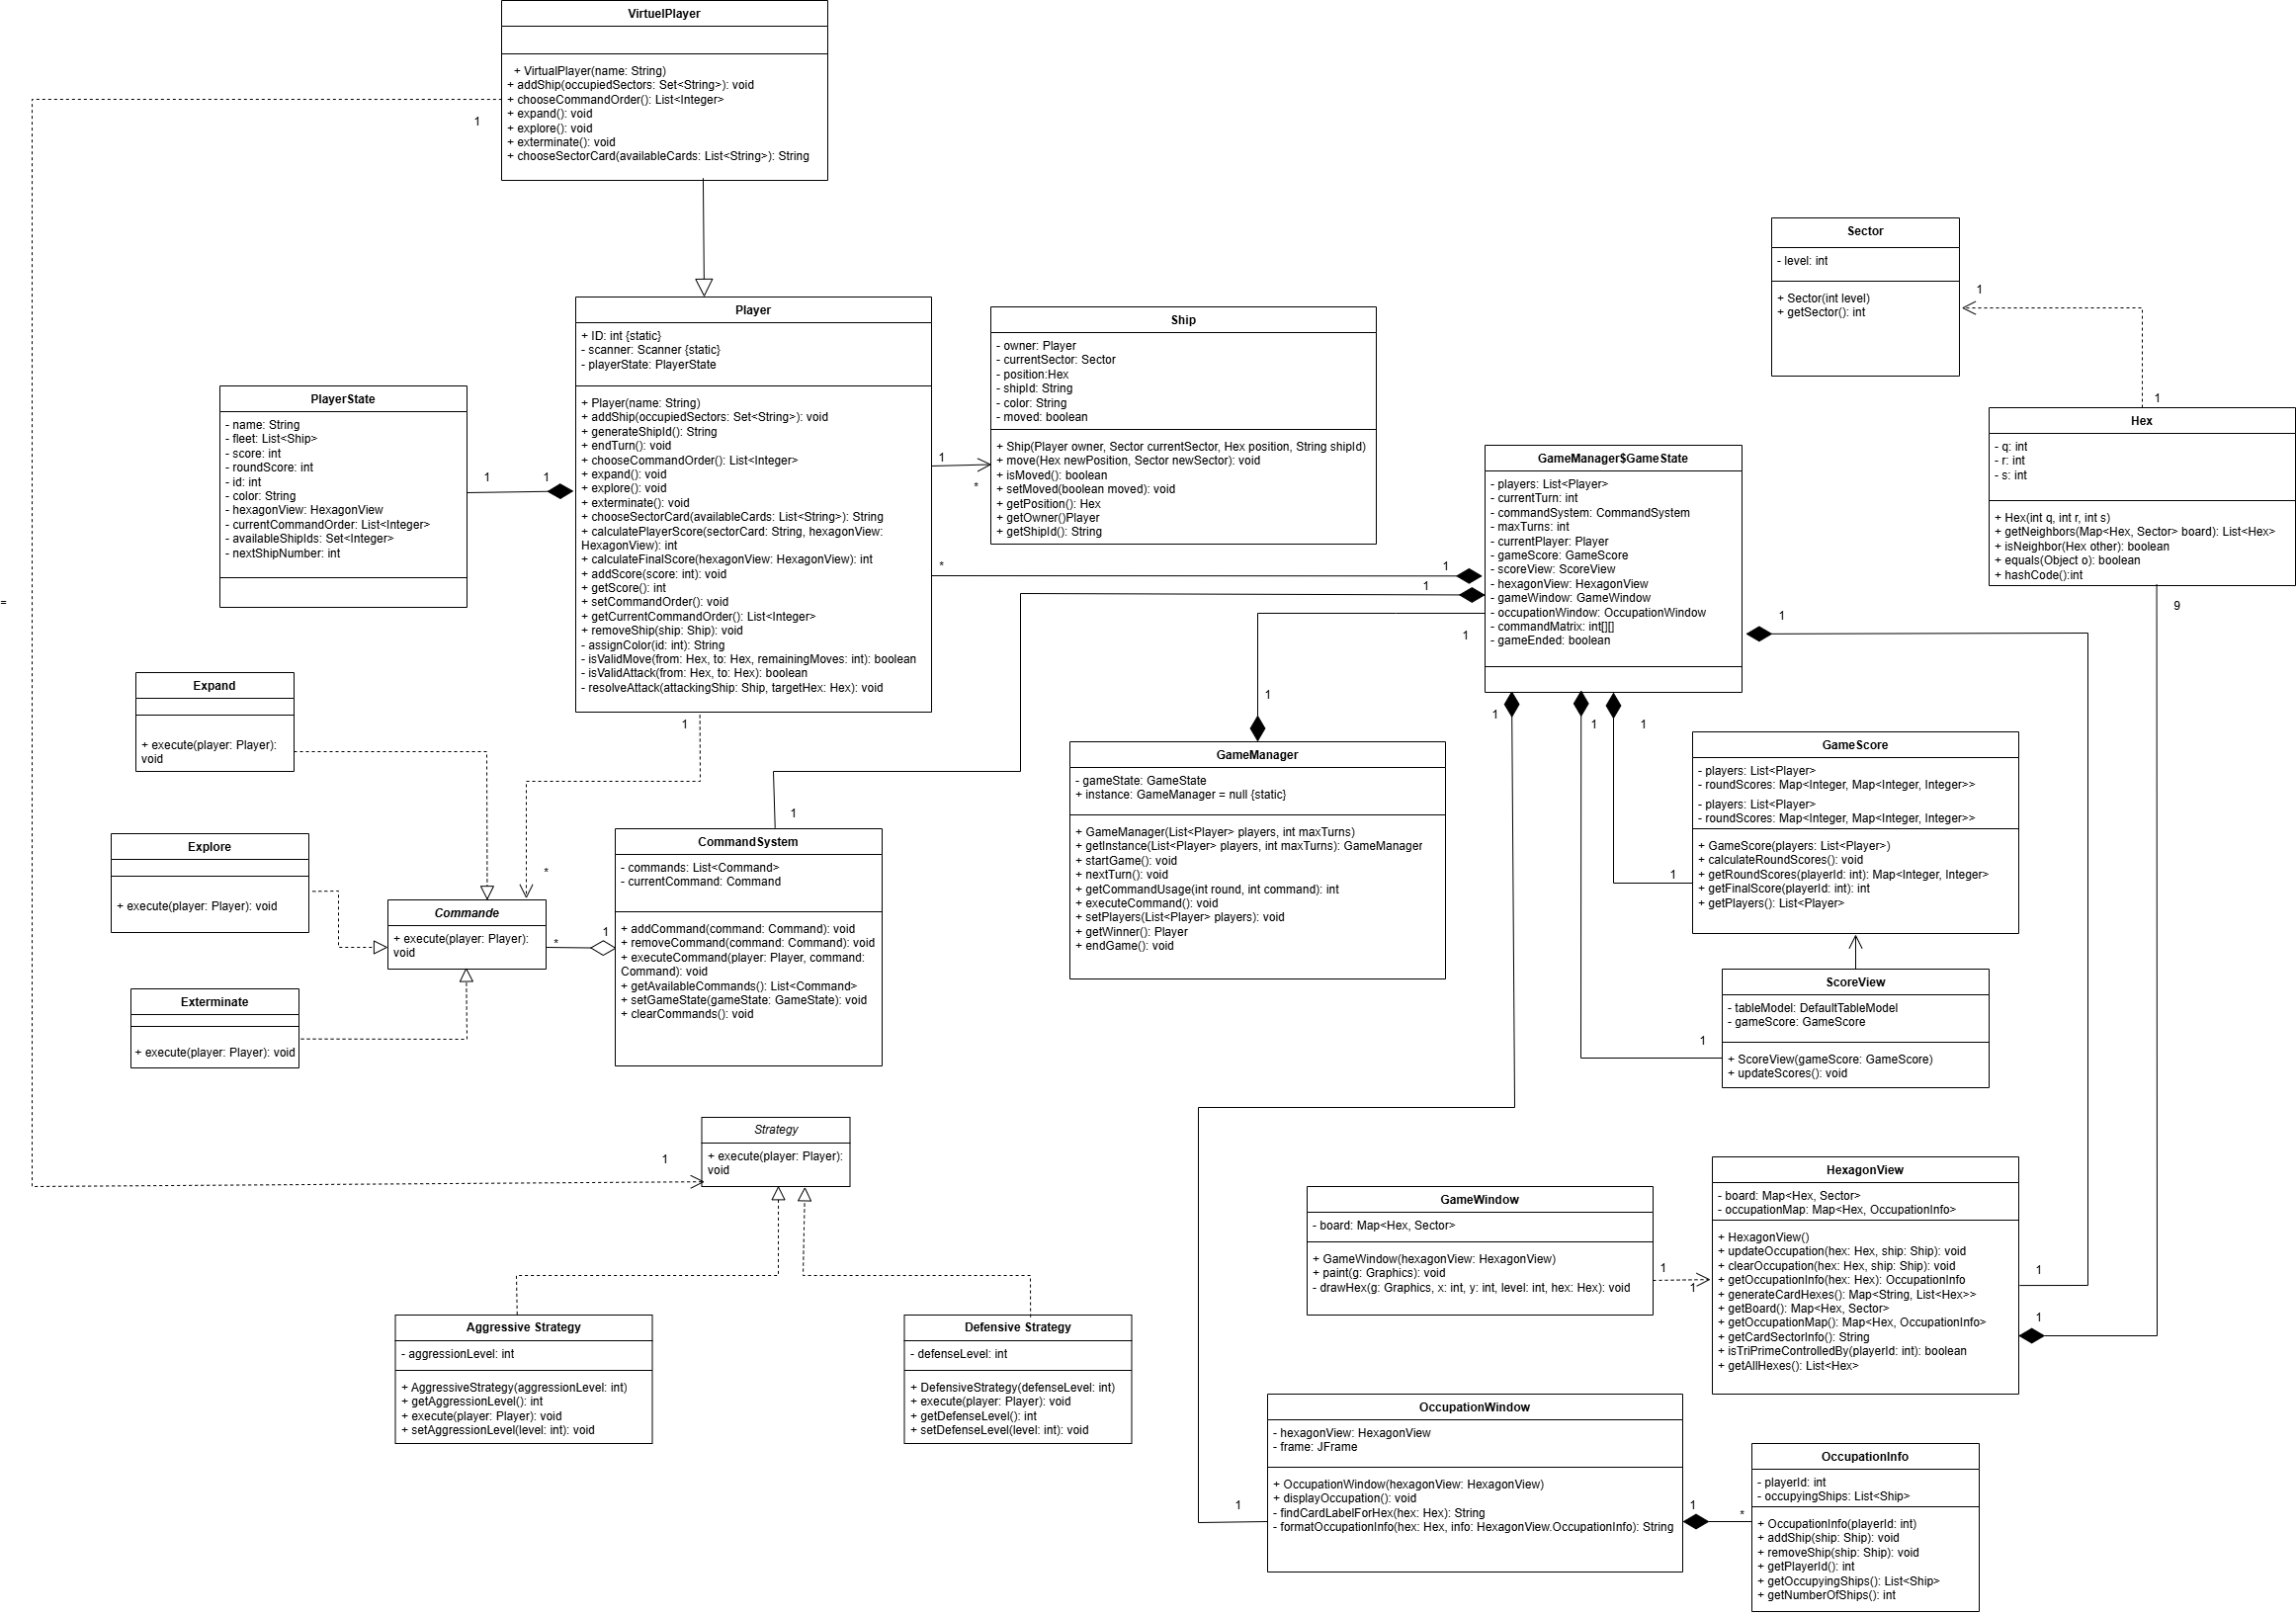 VirtuelPlayer
+ VirtualPlayer(name: String)
+ addShip(occupiedSectors: Set<String>): void
+ chooseCommandOrder(): List<Integer>
+ expand(): void
+ explore(): void
+ exterminate(): void
+ chooseSectorCard(availableCards: List<String>): String
1
Player
+ ID: int {static}
- scanner: Scanner {static}
- playerState: PlayerState
+ Player(name: String)
+ addShip(occupiedSectors: Set<String>): void
+ generateShipId(): String
+ endTurn(): void
+ chooseCommandOrder(): List<Integer>
+ expand(): void
+ explore(): void
+ exterminate(): void
+ chooseSectorCard(availableCards: List<String>): String
+ calculatePlayerScore(sectorCard: String, hexagonView:
HexagonView): int
+ calculateFinalScore(hexagonView: HexagonView): int
+ addScore(score: int): void
+ getScore(): int
+ setCommandOrder(): void
+ getCurrentCommandOrder(): List<Integer>
+ removeShip(ship: Ship): void
- assignColor(id: int): String
- isValidMove(from: Hex, to: Hex, remainingMoves: int): boolean
- isValidAttack(from: Hex, to: Hex): boolean
- resolveAttack(attackingShip: Ship, targetHex: Hex): void
PlayerState
- name: String
- fleet: List<Ship>
- score: int
- roundScore: int
- id: int
- color: String
- hexagonView: HexagonView
- currentCommandOrder: List<Integer>
- availableShipIds: Set<Integer>
- nextShipNumber: int
1
1
=
Ship
- owner: Player
- currentSector: Sector
- position:Hex
- shipId: String
- color: String
- moved: boolean
+ Ship(Player owner, Sector currentSector, Hex position, String shipId)
+ move(Hex newPosition, Sector newSector): void
+ isMoved(): boolean
+ setMoved(boolean moved): void
+ getPosition(): Hex
+ getOwner()Player
+ getShipId(): String
1
*
*
1
1
1
GameManager$GameState
- players: List<Player>
- currentTurn: int
- commandSystem: CommandSystem
- maxTurns: int
- currentPlayer: Player
- gameScore: GameScore
- scoreView: ScoreView
- hexagonView: HexagonView
- gameWindow: GameWindow
- occupationWindow: OccupationWindow
- commandMatrix: int[][]
- gameEnded: boolean
1
Sector
- level: int
+ Sector(int level)
+ getSector(): int
1
1
Hex
- q: int
- r: int
- s: int
+ Hex(int q, int r, int s)
+ getNeighbors(Map<Hex, Sector> board): List<Hex>
+ isNeighbor(Hex other): boolean
+ equals(Object o): boolean
+ hashCode():int
9
Expand
+ execute(player: Player):
void
Explore
+ execute(player: Player): void
Exterminate
+ execute(player: Player): void
1
*
Commande
+ execute(player: Player):
void
*
1
1
CommandSystem
- commands: List<Command>
- currentCommand: Command
+ addCommand(command: Command): void
+ removeCommand(command: Command): void
+ executeCommand(player: Player, command:
Command): void
+ getAvailableCommands(): List<Command>
+ setGameState(gameState: GameState): void
+ clearCommands(): void
1
GameManager
- gameState: GameState
+ instance: GameManager = null {static}
+ GameManager(List<Player> players, int maxTurns)
+ getInstance(List<Player> players, int maxTurns): GameManager
+ startGame(): void
+ nextTurn(): void
+ getCommandUsage(int round, int command): int
+ executeCommand(): void
+ setPlayers(List<Player> players): void
+ getWinner(): Player
+ endGame(): void
1
1
1
GameScore
- players: List<Player>
- roundScores: Map<Integer, Map<Integer, Integer>>
- players: List<Player>
- roundScores: Map<Integer, Map<Integer, Integer>>
+ GameScore(players: List<Player>)
+ calculateRoundScores(): void
+ getRoundScores(playerId: int): Map<Integer, Integer>
+ getFinalScore(playerId: int): int
+ getPlayers(): List<Player>
1
ScoreView
- tableModel: DefaultTableModel
- gameScore: GameScore
+ ScoreView(gameScore: GameScore)
+ updateScores(): void
1
Strategy
+ execute(player: Player):
void
1
Aggressive Strategy
- aggressionLevel: int
+ AggressiveStrategy(aggressionLevel: int)
+ getAggressionLevel(): int
+ execute(player: Player): void
+ setAggressionLevel(level: int): void
Defensive Strategy
- defenseLevel: int
+ DefensiveStrategy(defenseLevel: int)
+ execute(player: Player): void
+ getDefenseLevel(): int
+ setDefenseLevel(level: int): void
GameWindow
- board: Map<Hex, Sector>
+ GameWindow(hexagonView: HexagonView)
+ paint(g: Graphics): void
- drawHex(g: Graphics, x: int, y: int, level: int, hex: Hex): void
1
1
HexagonView
- board: Map<Hex, Sector>
- occupationMap: Map<Hex, OccupationInfo>
+ HexagonView()
+ updateOccupation(hex: Hex, ship: Ship): void
+ clearOccupation(hex: Hex, ship: Ship): void
+ getOccupationInfo(hex: Hex): OccupationInfo
+ generateCardHexes(): Map<String, List<Hex>>
+ getBoard(): Map<Hex, Sector>
+ getOccupationMap(): Map<Hex, OccupationInfo>
+ getCardSectorInfo(): String
+ isTriPrimeControlledBy(playerId: int): boolean
+ getAllHexes(): List<Hex>
1
1
OccupationWindow
- hexagonView: HexagonView
- frame: JFrame
+ OccupationWindow(hexagonView: HexagonView)
+ displayOccupation(): void
- findCardLabelForHex(hex: Hex): String
- formatOccupationInfo(hex: Hex, info: HexagonView.OccupationInfo): String
1
1
*
OccupationInfo
- playerId: int
- occupyingShips: List<Ship>
+ OccupationInfo(playerId: int)
+ addShip(ship: Ship): void
+ removeShip(ship: Ship): void
+ getPlayerId(): int
+ getOccupyingShips(): List<Ship>
+ getNumberOfShips(): int